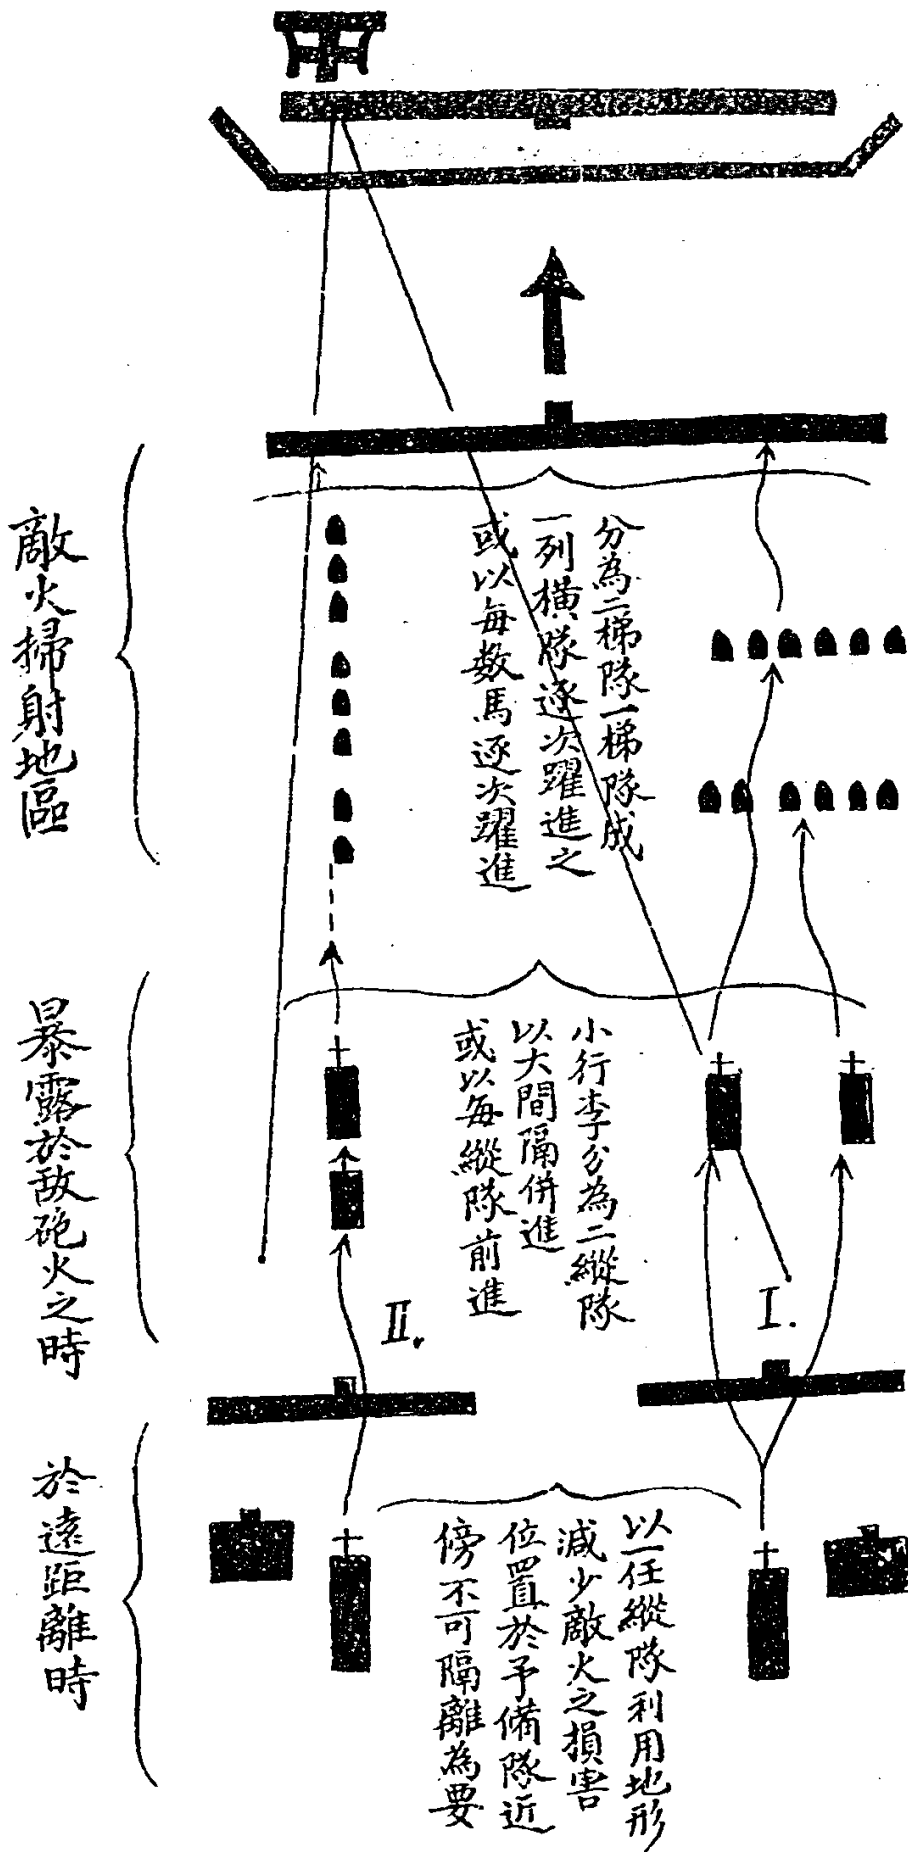 敵火掃射地區
分為二梯隊一梯隊成
一列橫隊逐次躍進之
或以每数馬逐次躍進
暴露於敌砲火之時
小行李分為二縱隊
以大間隔併進
或以每縱隊前進
I.
II.
於遠距離時
以一任縱隊利用地形
減少敵火之損害
位置於予備隊近
傍不可隔離為要